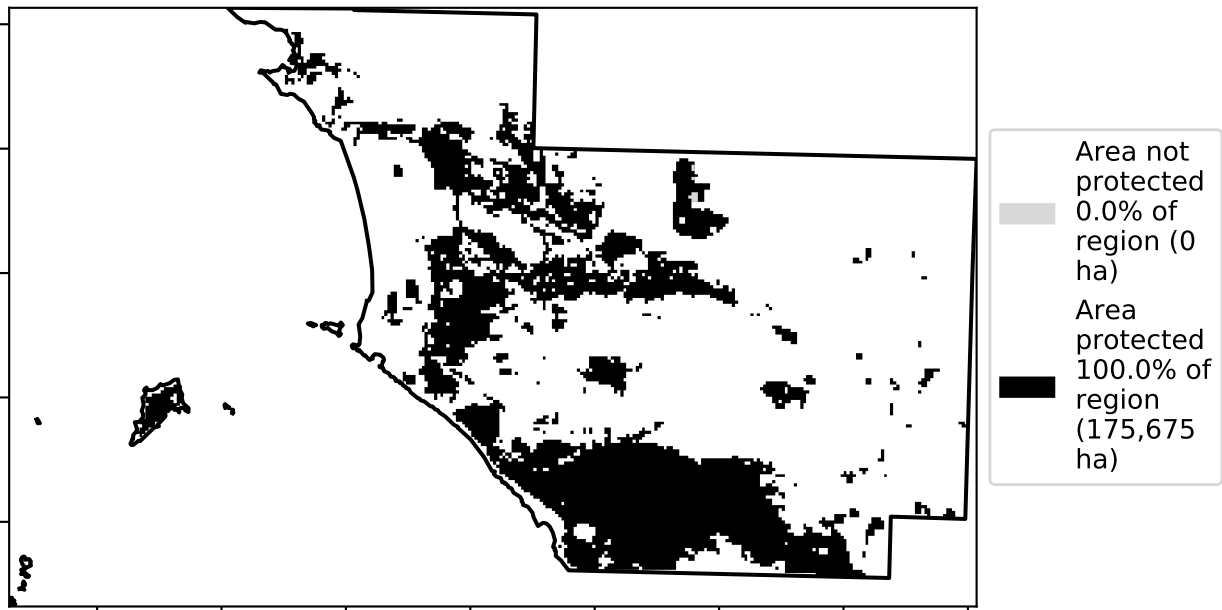 Area not
protected
0.0% of
region (0
ha)
Area
protected
100.0% of
region
(175,675
ha)